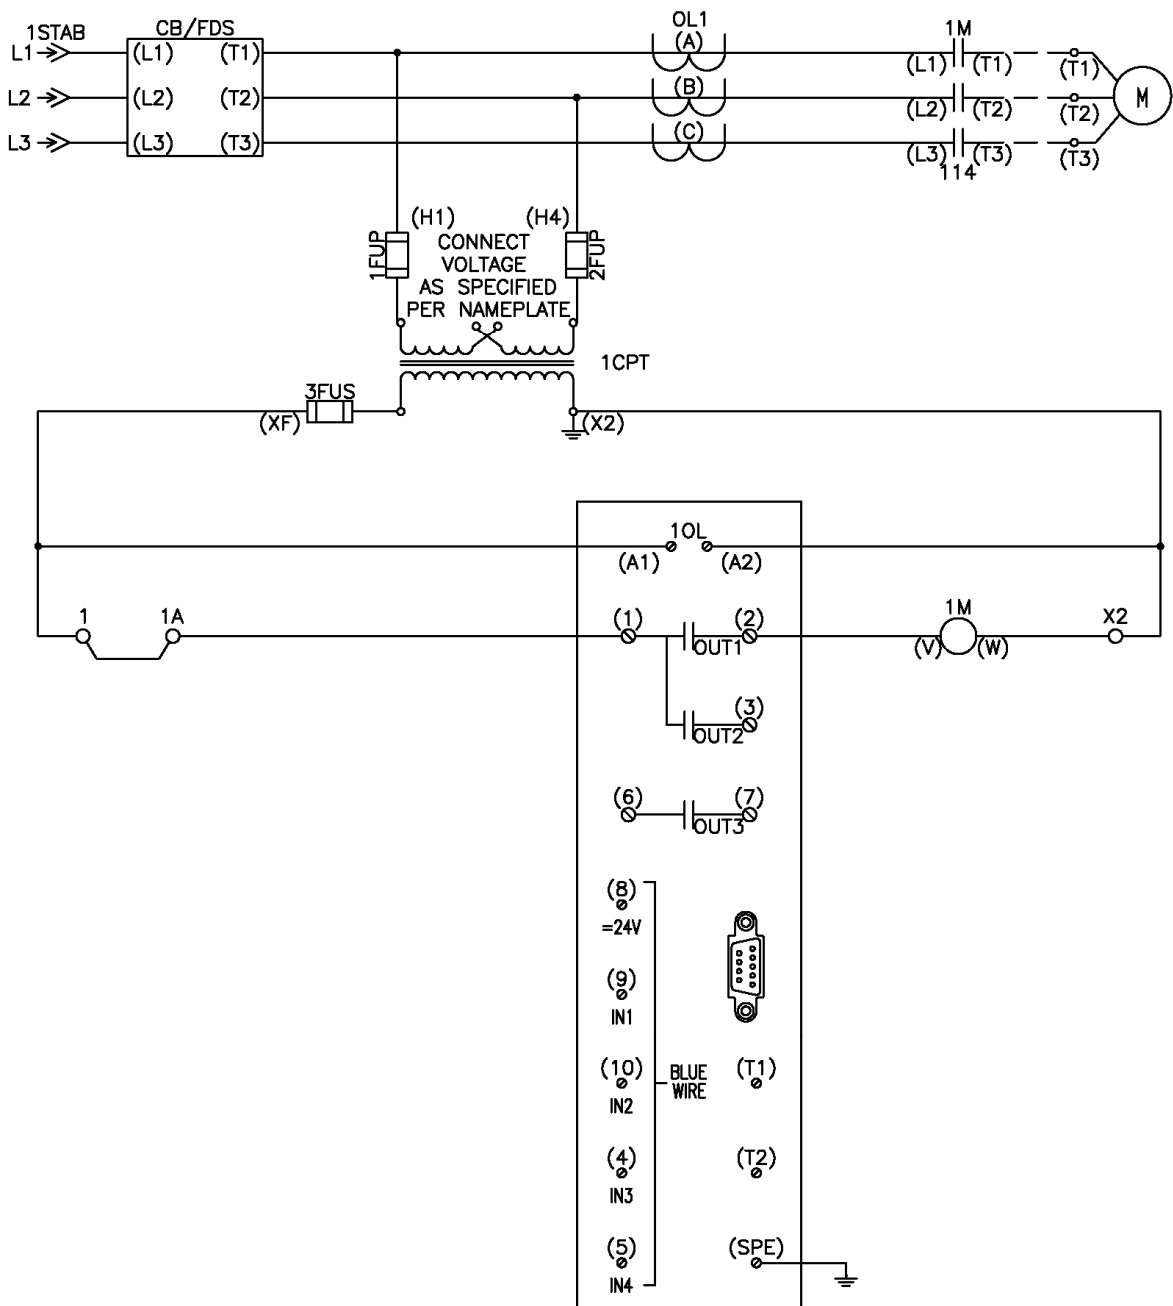 1STAB CB/FDS OL1 1M
L1 (L1) (T1) (A) (L1) (T1) (T1)
L2 (L2) (T2) (B) (L2) (T2) (T2) M
L3 (L3) (T3) (C) (L3) (T3) (T3)
114
(H1) (H4)
1FUP 2FUP
CONNECT
VOLTAGE
AS SPECIFIED
PER NAMEPLATE
1CPT
3FUS
(XF) (X2)
1OL
(A1) (A2)
1 1A (1) (2) 1M X2
OUT1 (V) (W)
(3)
OUT2
(6) (7)
OUT3
(8)
=24V
(9)
IN1
(10) BLUE (T1)
WIRE
IN2
(4) (T2)
IN3
(5) (SPE)
IN4